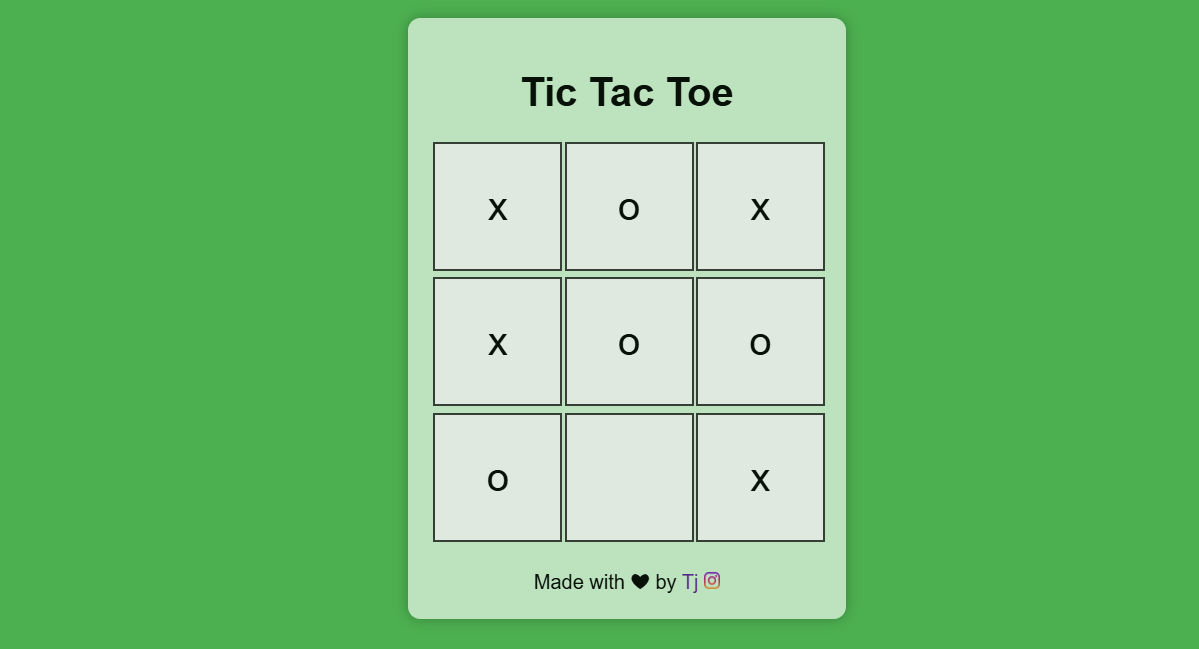 Tic Tac Toe
X O X
X O O
O X
Made with ♥ by Tj